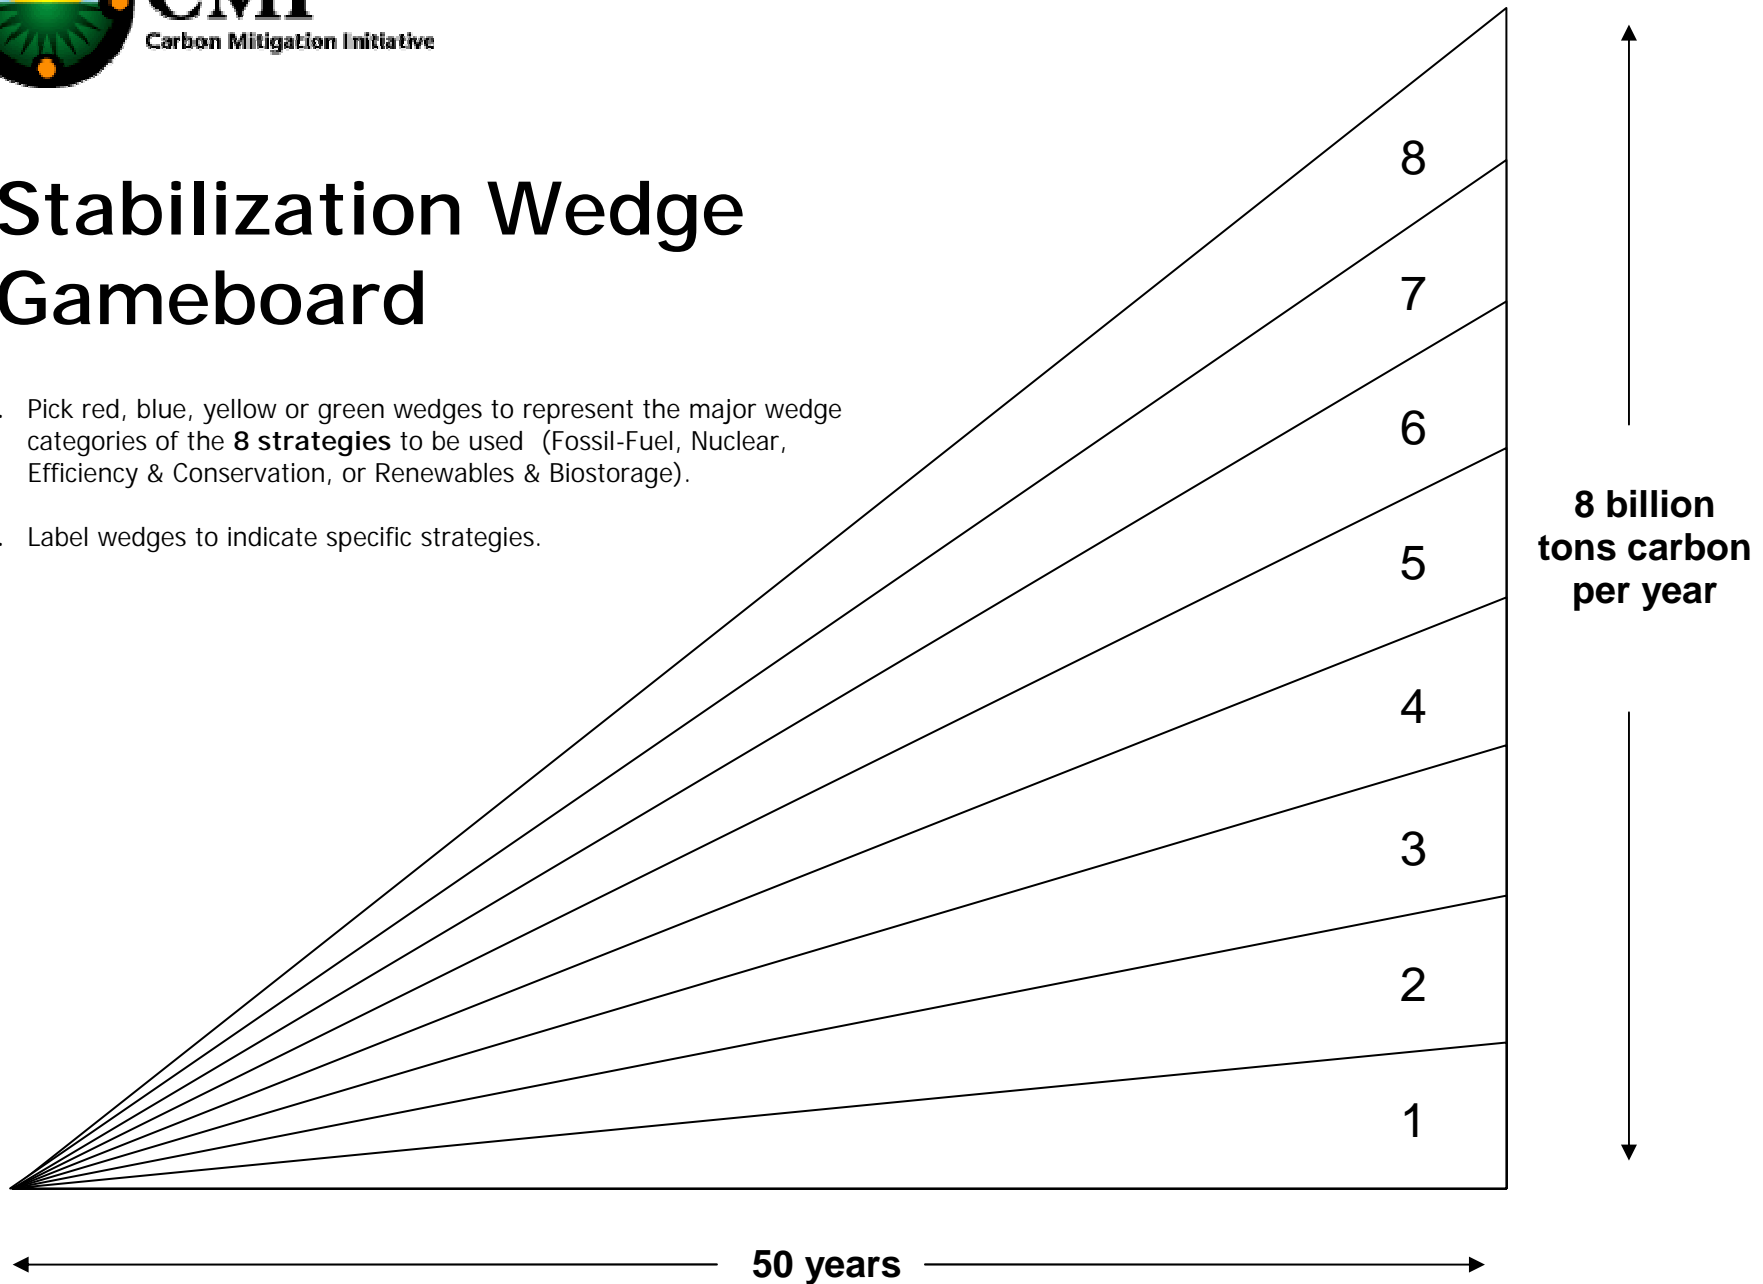 CMI
Carbon Mitigation Initiative
Stabilization Wedge
Gameboard
. Pick red, blue, yellow or green wedges to represent the major wedge
categories of the 8 strategies to be used (Fossil-Fuel, Nuclear,
Efficiency & Conservation, or Renewables & Biostorage).
. Label wedges to indicate specific strategies.
8
7
6
5
4
3
2
1
8 billion
tons carbon
per year
50 years